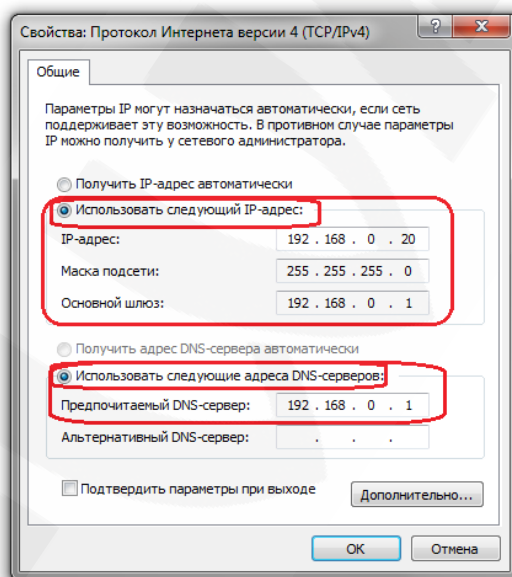 Свойства: Протокол Интернета версии 4 (TCP/IPv4)
?
X
Общие
Параметры IP могут назначаться автоматически, если сеть
поддерживает эту возможность. В противном случае параметры
IP можно получить у сетевого администратора.
Получить IP-адрес автоматически
Использовать следующий IP-адрес:
IP-адрес: 192 . 168 . 0 . 20
Маска подсети: 255 . 255 . 255 . 0
Основной шлюз: 192 . 168 . 0 . 1
Получить адрес DNS-сервера автоматически
Использовать следующие адреса DNS-серверов:
Предпочитаемый DNS-сервер: 192 . 168 . 0 . 1
Альтернативный DNS-сервер: . . .
Подтвердить параметры при выходе
Дополнительно...
ОК
Отмена